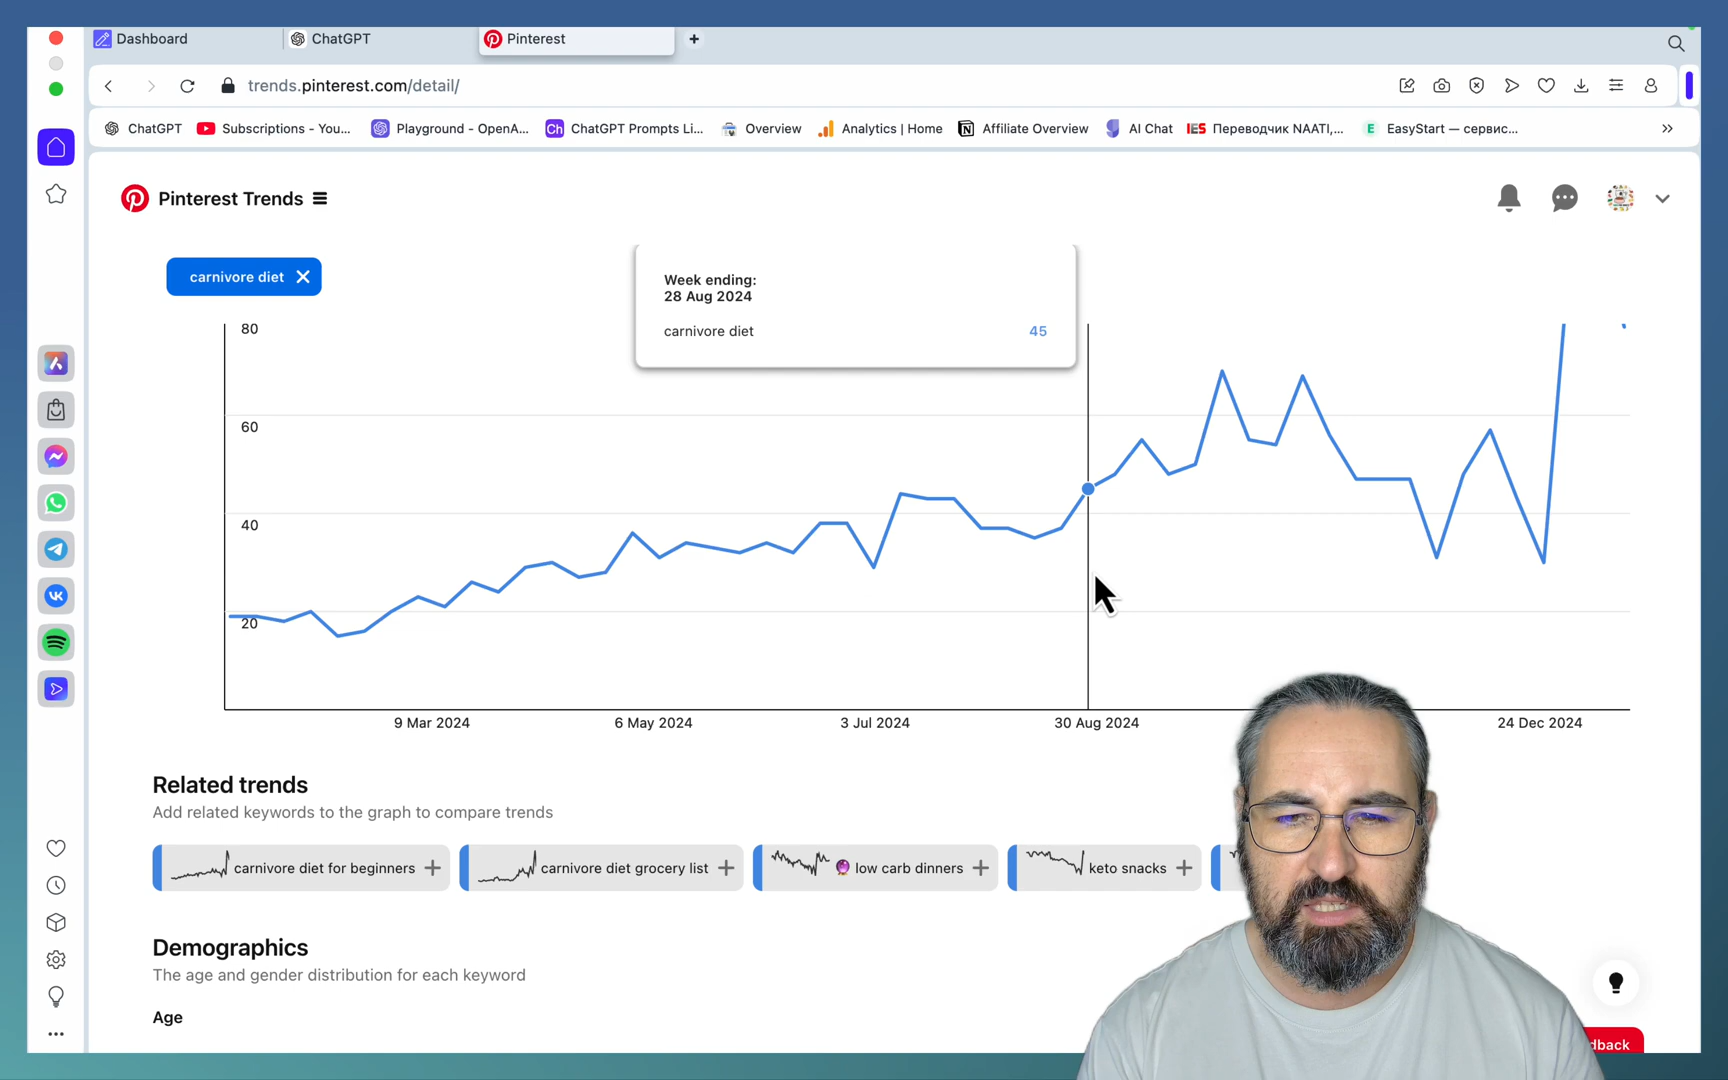 Dashboard
ChatGPT
Pinterest
trends.pinterest.com/detail/
ChatGPT
Subscriptions - You...
Playground - OpenA...
Ch
ChatGPT Prompts Li...
Overview
Analytics | Home
Affiliate Overview
AI Chat
IES
Переводчик NAATI,...
E
EasyStart — сервис...
Pinterest Trends
carnivore diet
Week ending:
28 Aug 2024
carnivore diet 45
80
60
40
20
9 Mar 2024
6 May 2024
3 Jul 2024
30 Aug 2024
24 Dec 2024
Related trends
Add related keywords to the graph to compare trends
carnivore diet for beginners
carnivore diet grocery list
low carb dinners
keto snacks
Demographics
The age and gender distribution for each keyword
Age
dback